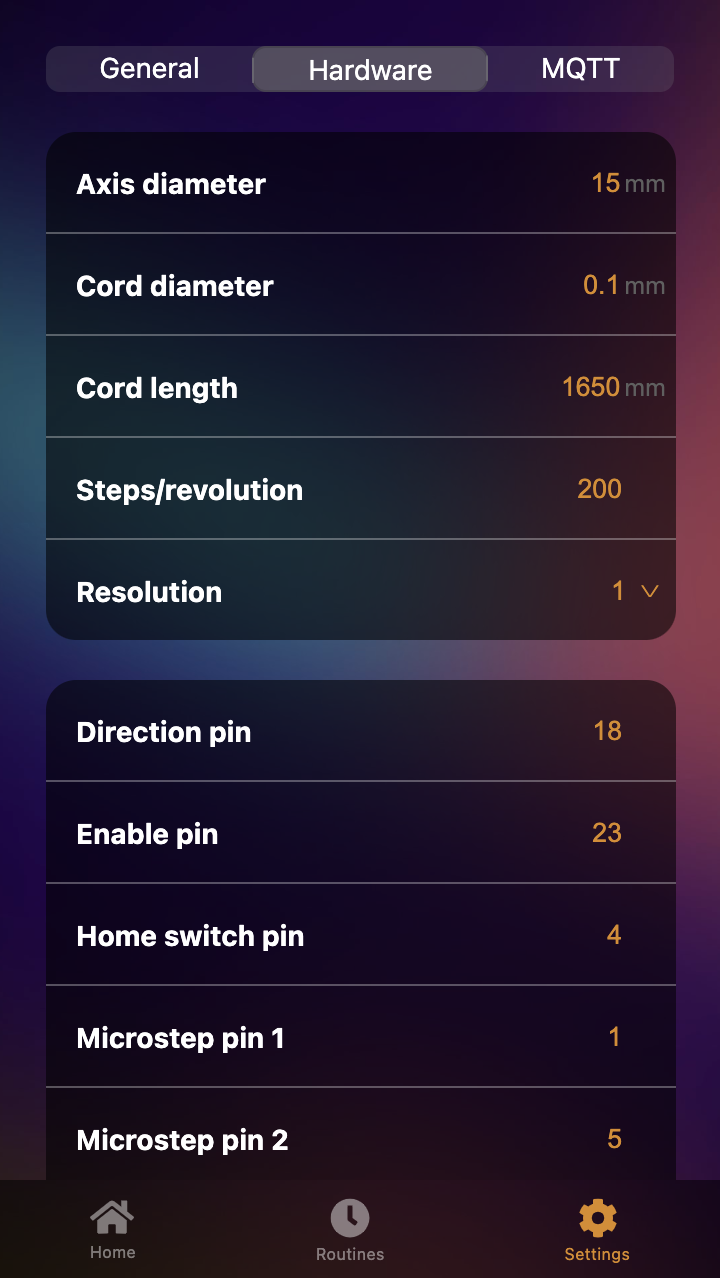 General Hardware MQTT
Axis diameter 15 mm
Cord diameter 0.1 mm
Cord length 1650 mm
Steps/revolution 200
Resolution 1
Direction pin 18
Enable pin 23
Home switch pin 4
Microstep pin 1 1
Microstep pin 2 5
Home Routines Settings